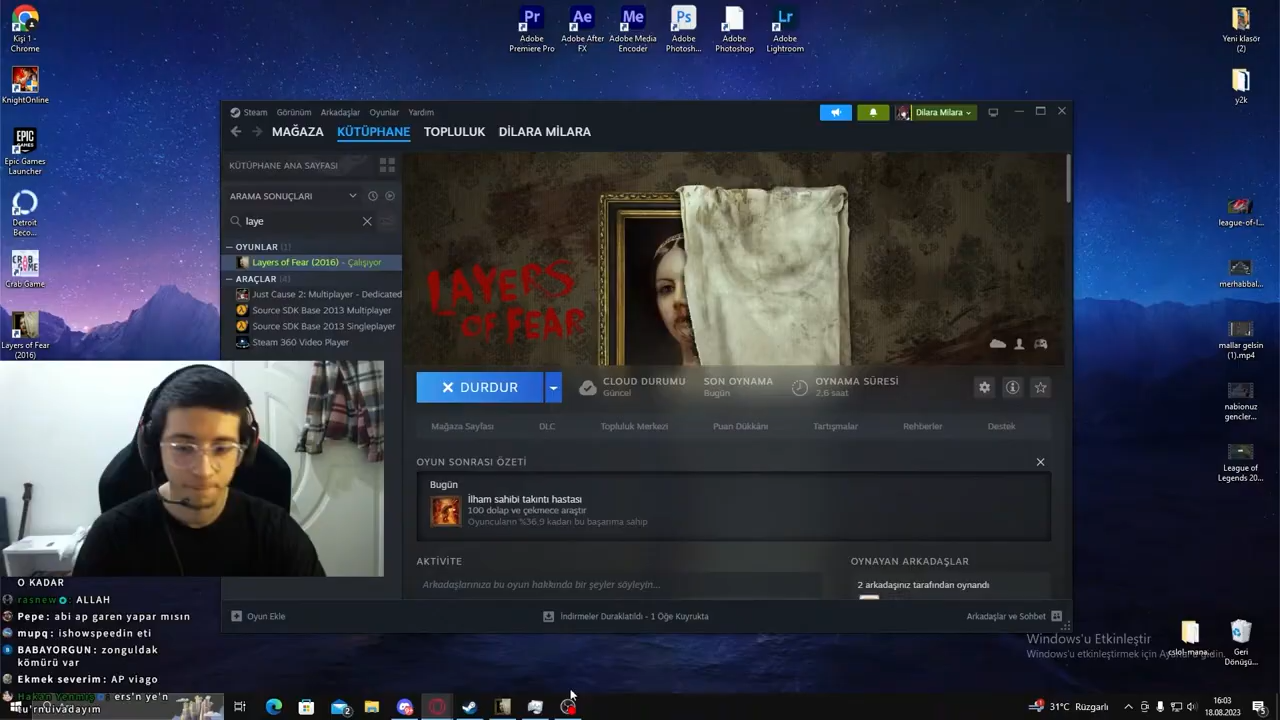 Kişi 1 -
Chrome
KnightOnline
Epic Games
Launcher
Detroit
Beco...
Crab Game
Layers of Fear
(2016)
Adobe
Premiere Pro
Adobe After
FX
Adobe Media
Encoder
Adobe
Photosh...
Adobe
Photoshop
Adobe
Lightroom
Yeni klasör
(2)
y2k
league-of-l...
merhabbal...
mallar gelsin
(1).mp4
nabionuz
gencler...
League of
Legends 20...
Steam Görünüm Arkadaşlar Oyunlar Yardım
Dilara Milara
MAĞAZA KÜTÜPHANE TOPLULUK DİLARA MİLARA
KÜTÜPHANE ANA SAYFASI
ARAMA SONUÇLARI
laye
OYUNLAR (1)
Layers of Fear (2016) - Çalışıyor
ARAÇLAR (4)
Just Cause 2: Multiplayer - Dedicated
Source SDK Base 2013 Multiplayer
Source SDK Base 2013 Singleplayer
Steam 360 Video Player
LAYERS
OF FEAR
DURDUR
CLOUD DURUMU
Güncel
SON OYNAMA
Bugün
OYNAMA SÜRESİ
2,6 saat
Mağaza Sayfası DLC Topluluk Merkezi Puan Dükkânı Tartışmalar Rehberler Destek
OYUN SONRASI ÖZETİ
Bugün
İlham sahibi takıntı hastası
100 dolap ve çekmece araştır
Oyuncuların %36.9 kadarı bu başarıma sahip
AKTİVİTE
Arkadaşlarınıza bu oyun hakkında bir şeyler söyleyin...
OYNAYAN ARKADAŞLAR
2 arkadaşınız tarafından oynandı
Oyun Ekle
İndirmeler Duraklatıldı - 1 Öğe Kuyrukta
Arkadaşlar ve Sohbet
O KADAR
rasnew: ALLAH
Pepe: abi ap garen yapar mısın
mupq: ishowspeedin eti
BABAYORGUN: zonguldak
kömürü var
Ekmek severim: AP viago
Hakan Yenmiş
Windows'u Etkinleştir
Windows'u etkinleştirmek için Ayarlar'a gidin.
cslol-mana...
Geri
Dönüşü...
31°C Rüzgarlı
16:03
18.08.2023